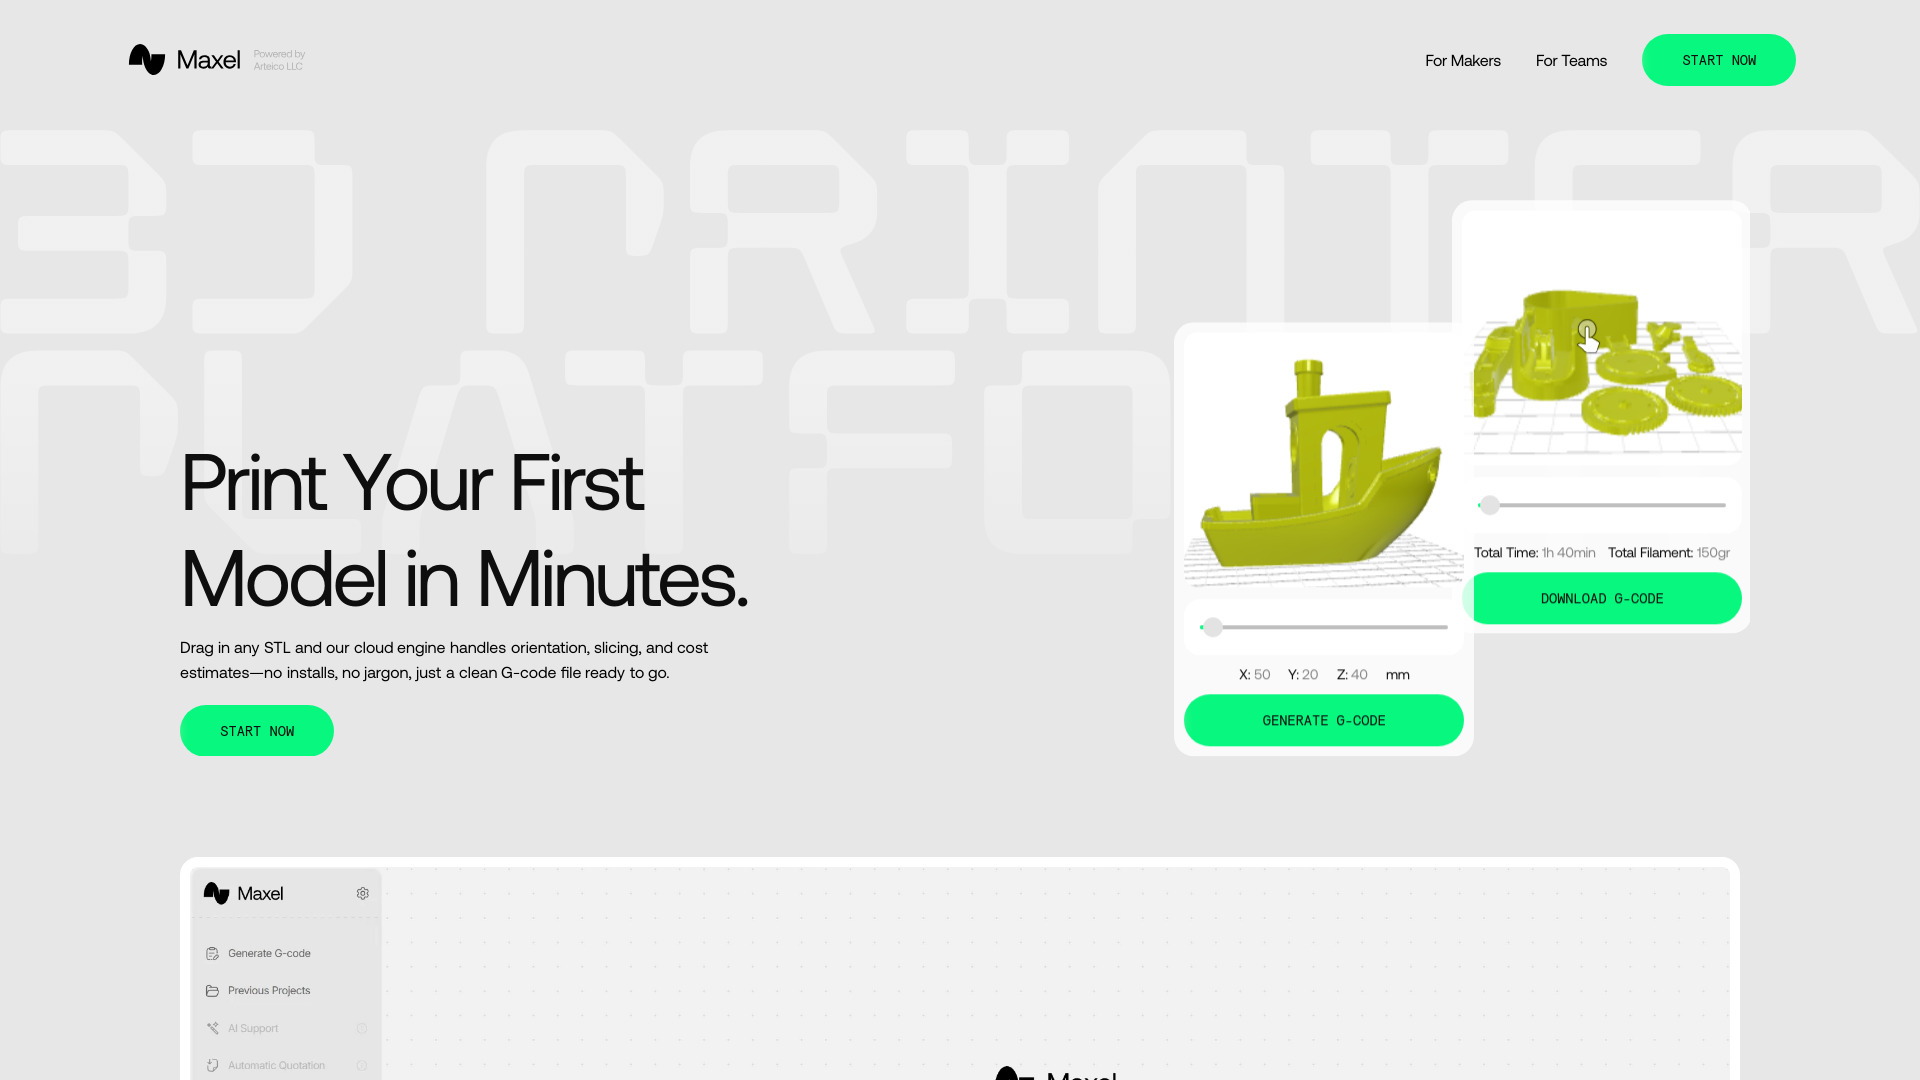 Maxel
Powered by
Arteico LLC
For Makers
For Teams
START NOW
3D PRINTER
PLATFO
Print Your First
Model in Minutes.
Drag in any STL and our cloud engine handles orientation, slicing, and cost
estimates—no installs, no jargon, just a clean G-code file ready to go.
START NOW
X: 50 Y: 20 Z: 40 mm
GENERATE G-CODE
Total Time: 1h 40min Total Filament: 150gr
DOWNLOAD G-CODE
Maxel
Generate G-code
Previous Projects
AI Support
Automatic Quotation
Maxel